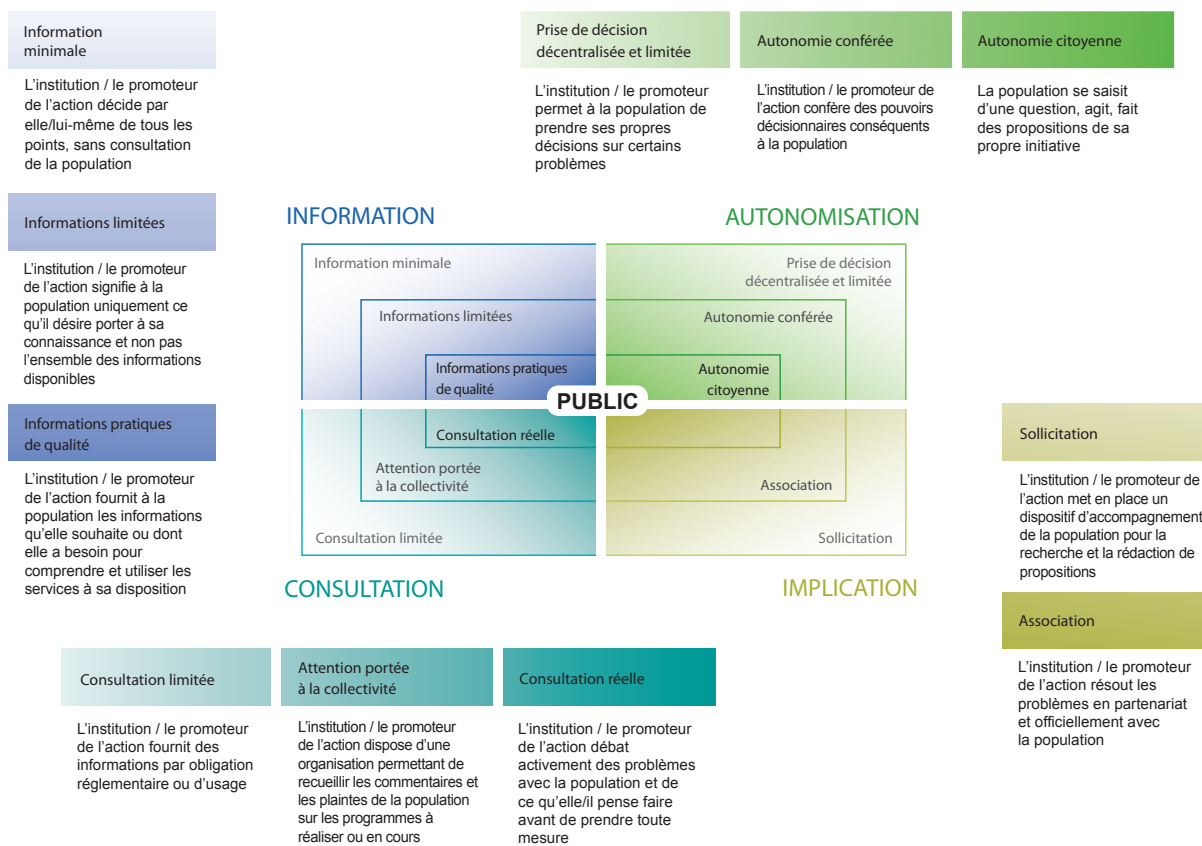 Information
minimale
L'institution / le promoteur
de l'action décide par
elle/lui-même de tous les
points, sans consultation
de la population
Informations limitées
L'institution / le promoteur
de l'action signifie à la
population uniquement ce
qu'il désire porter à sa
connaissance et non pas
l'ensemble des informations
disponibles
Informations pratiques
de qualité
L'institution / le promoteur
de l'action fournit à la
population les informations
qu'elle souhaite ou dont
elle a besoin pour
comprendre et utiliser les
services à sa disposition
Prise de décision
décentralisée et limitée
L'institution / le promoteur
permet à la population de
prendre ses propres
décisions sur certains
problèmes
Autonomie conférée
L'institution / le promoteur de
l'action confère des pouvoirs
décisionnaires conséquents
à la population
Autonomie citoyenne
La population se saisit
d'une question, agit, fait
des propositions de sa
propre initiative
INFORMATION
AUTONOMISATION
Information minimale
Informations limitées
Informations pratiques
de qualité
Prise de décision
décentralisée et limitée
Autonomie conférée
Autonomie
citoyenne
PUBLIC
Consultation réelle
Attention portée
à la collectivité
Consultation limitée
Association
Sollicitation
CONSULTATION
IMPLICATION
Sollicitation
L'institution / le promoteur de
l'action met en place un
dispositif d'accompagnement
de la population pour la
recherche et la rédaction de
propositions
Association
L'institution / le promoteur
de l'action résout les
problèmes en partenariat
et officiellement avec
la population
Consultation limitée
L'institution / le promoteur
de l'action fournit des
informations par obligation
réglementaire ou d'usage
Attention portée
à la collectivité
L'institution / le promoteur
de l'action dispose d'une
organisation permettant de
recueillir les commentaires et
les plaintes de la population
sur les programmes à
réaliser ou en cours
Consultation réelle
L'institution / le promoteur
de l'action débat
activement des problèmes
avec la population et de
ce qu'elle/il pense faire
avant de prendre toute
mesure